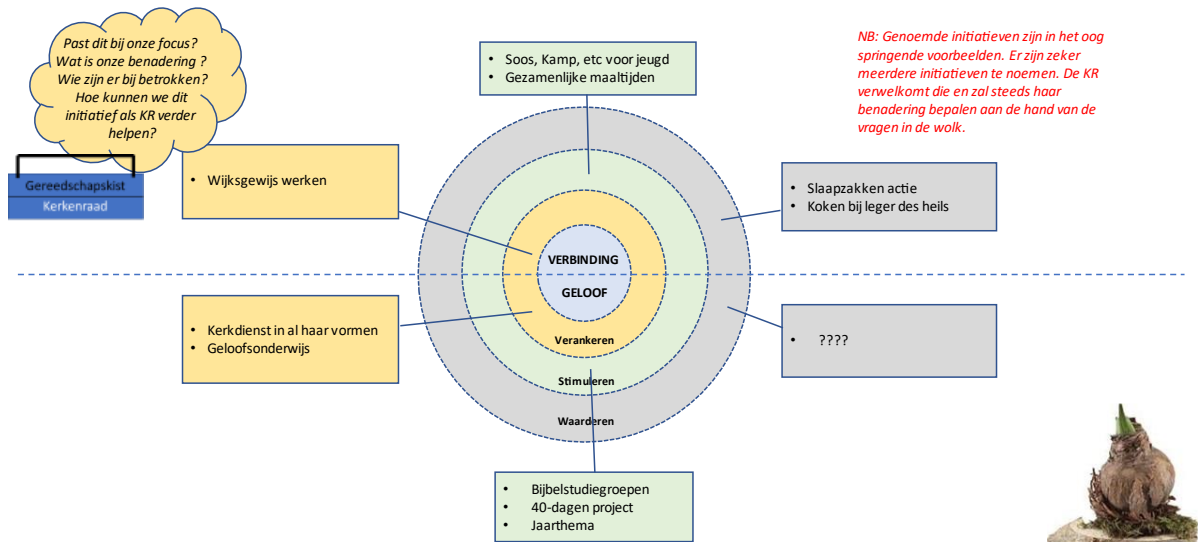 Past dit bij onze focus?
Wat is onze benadering ?
Wie zijn er bij betrokken?
Hoe kunnen we dit
initiatief als KR verder
helpen?
Gereedschapskist
Kerkenraad
• Wijksgewijs werken
• Soos, Kamp, etc voor jeugd
• Gezamenlijke maaltijden
NB: Genoemde initiatieven zijn in het oog
springende voorbeelden. Er zijn zeker
meerdere initiatieven te noemen. De KR
verwelkomt die en zal steeds haar
benadering bepalen aan de hand van de
vragen in de wolk.
• Slaapzakken actie
• Koken bij leger des heils
VERBINDING
GELOOF
Verankeren
Stimuleren
Waarderen
• Kerkdienst in al haar vormen
• Geloofsonderwijs
• ????
• Bijbelstudiegroepen
• 40-dagen project
• Jaarthema